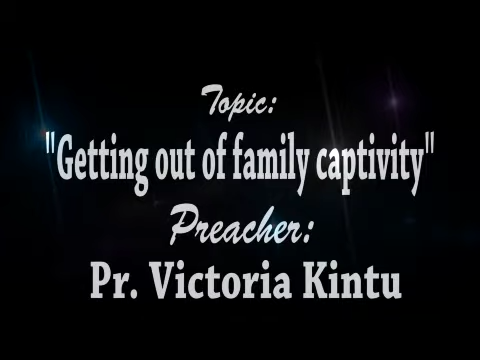 Topic:
"Getting out of family captivity"
Preacher:
Pr. Victoria Kintu